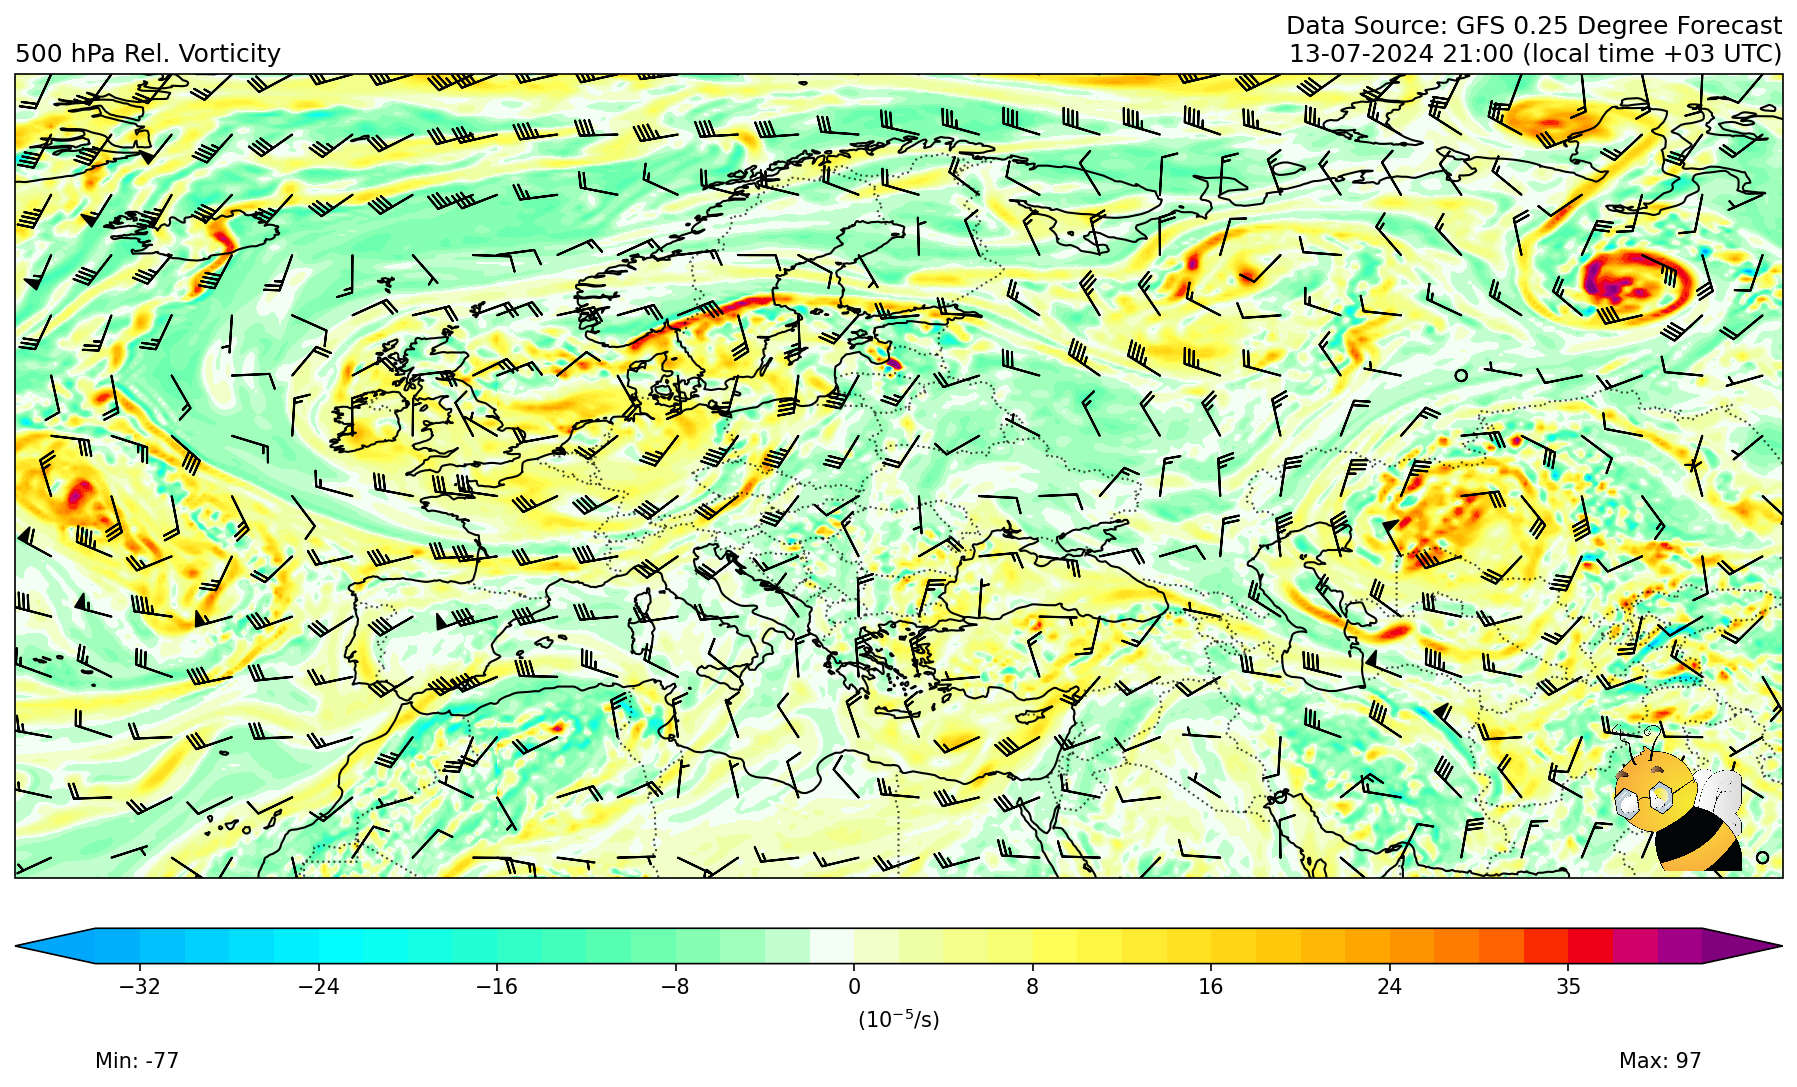 Data Source: GFS 0.25 Degree Forecast
500 hPa Rel. Vorticity
13-07-2024 21:00 (local time +03 UTC)
−32 −24 −16 −8 0 8 16 24 35
(10⁻⁵/s)
Min: -77
Max: 97